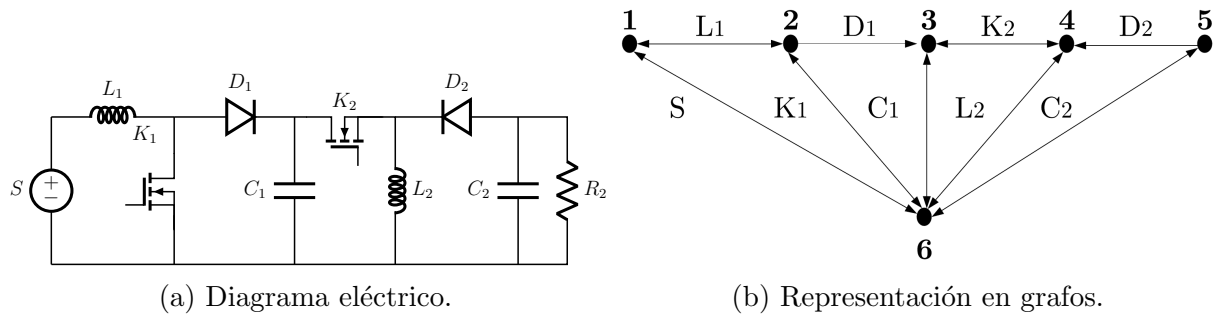 L1
D1
K2
D2
K1
S
+
−
C1
L2
C2
R2
(a) Diagrama eléctrico.
1 2 3 4 5
L1 D1 K2 D2
S K1 C1 L2 C2
6
(b) Representación en grafos.